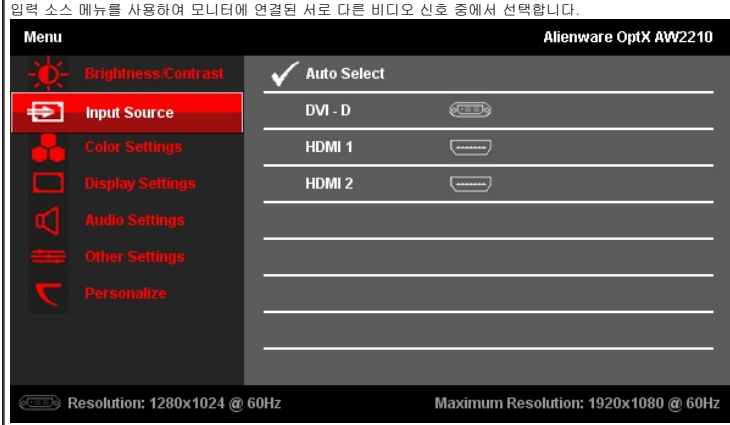 입력 소스 메뉴를 사용하여 모니터에 연결된 서로 다른 비디오 신호 중에서 선택합니다.
Menu
Alienware OptX AW2210
Brightness/Contrast
Auto Select
Input Source
DVI - D
Color Settings
HDMI 1
Display Settings
HDMI 2
Audio Settings
Other Settings
Personalize
Resolution: 1280x1024 @ 60Hz
Maximum Resolution: 1920x1080 @ 60Hz